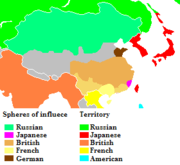 Spheres of influece Territory
Russian Russian
Japanese Japanese
British British
French French
German American